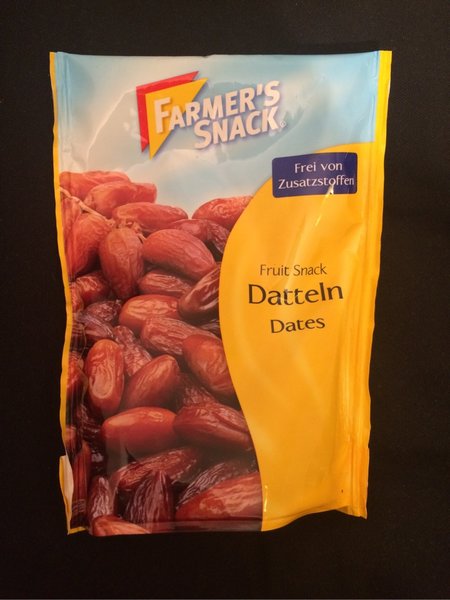 FARMER'S
SNACK®
Frei von
Zusatzstoffen
Fruit Snack
Datteln
Dates